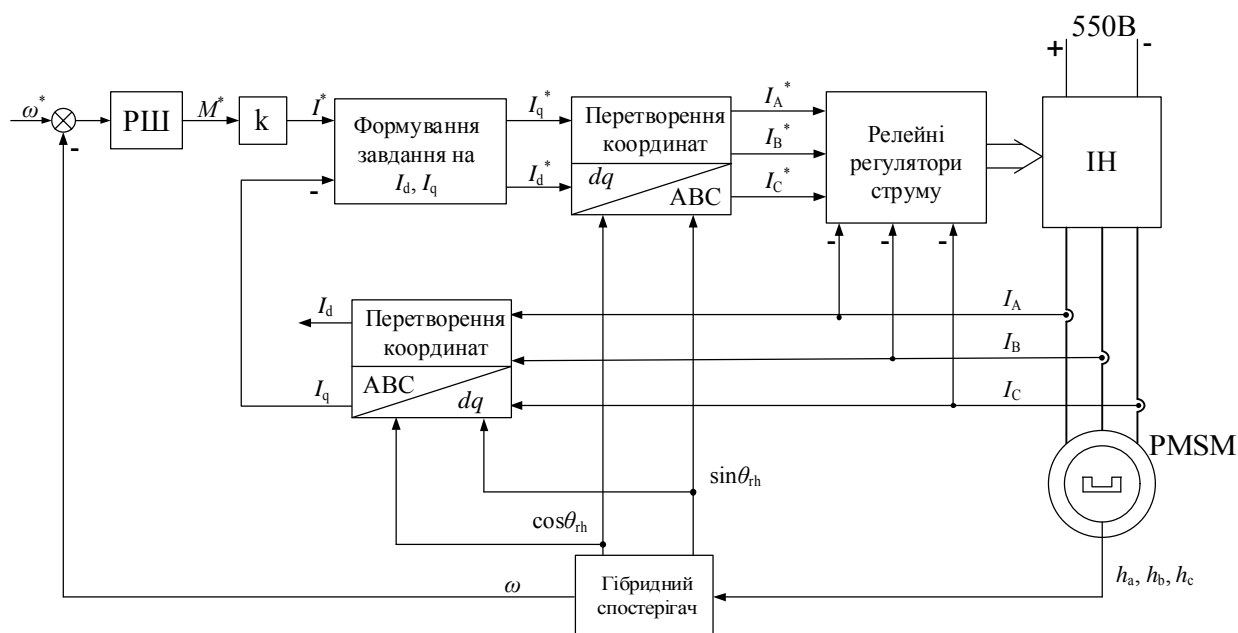 550В
+ -
ω*
РШ
M*
k
I*
Формування
завдання на
Id, Iq
Iq*
Id*
Перетворення
координат
dq
ABC
IA*
IB*
IC*
Релейні
регулятори
струму
ІН
-
-
- - -
Id
Iq
Перетворення
координат
ABC
dq
IA
IB
IC
PMSM
sinθrh
cosθrh
ω
Гібридний
спостерігач
ha, hb, hc